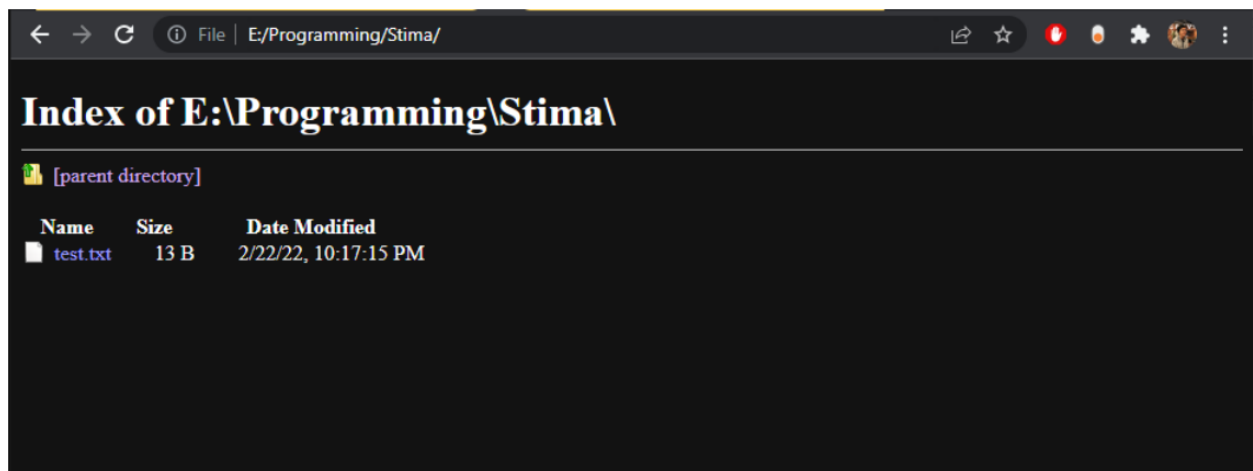 File | E:/Programming/Stima/
Index of E:\Programming\Stima\
[parent directory]
Name Size Date Modified
test.txt 13 B 2/22/22, 10:17:15 PM